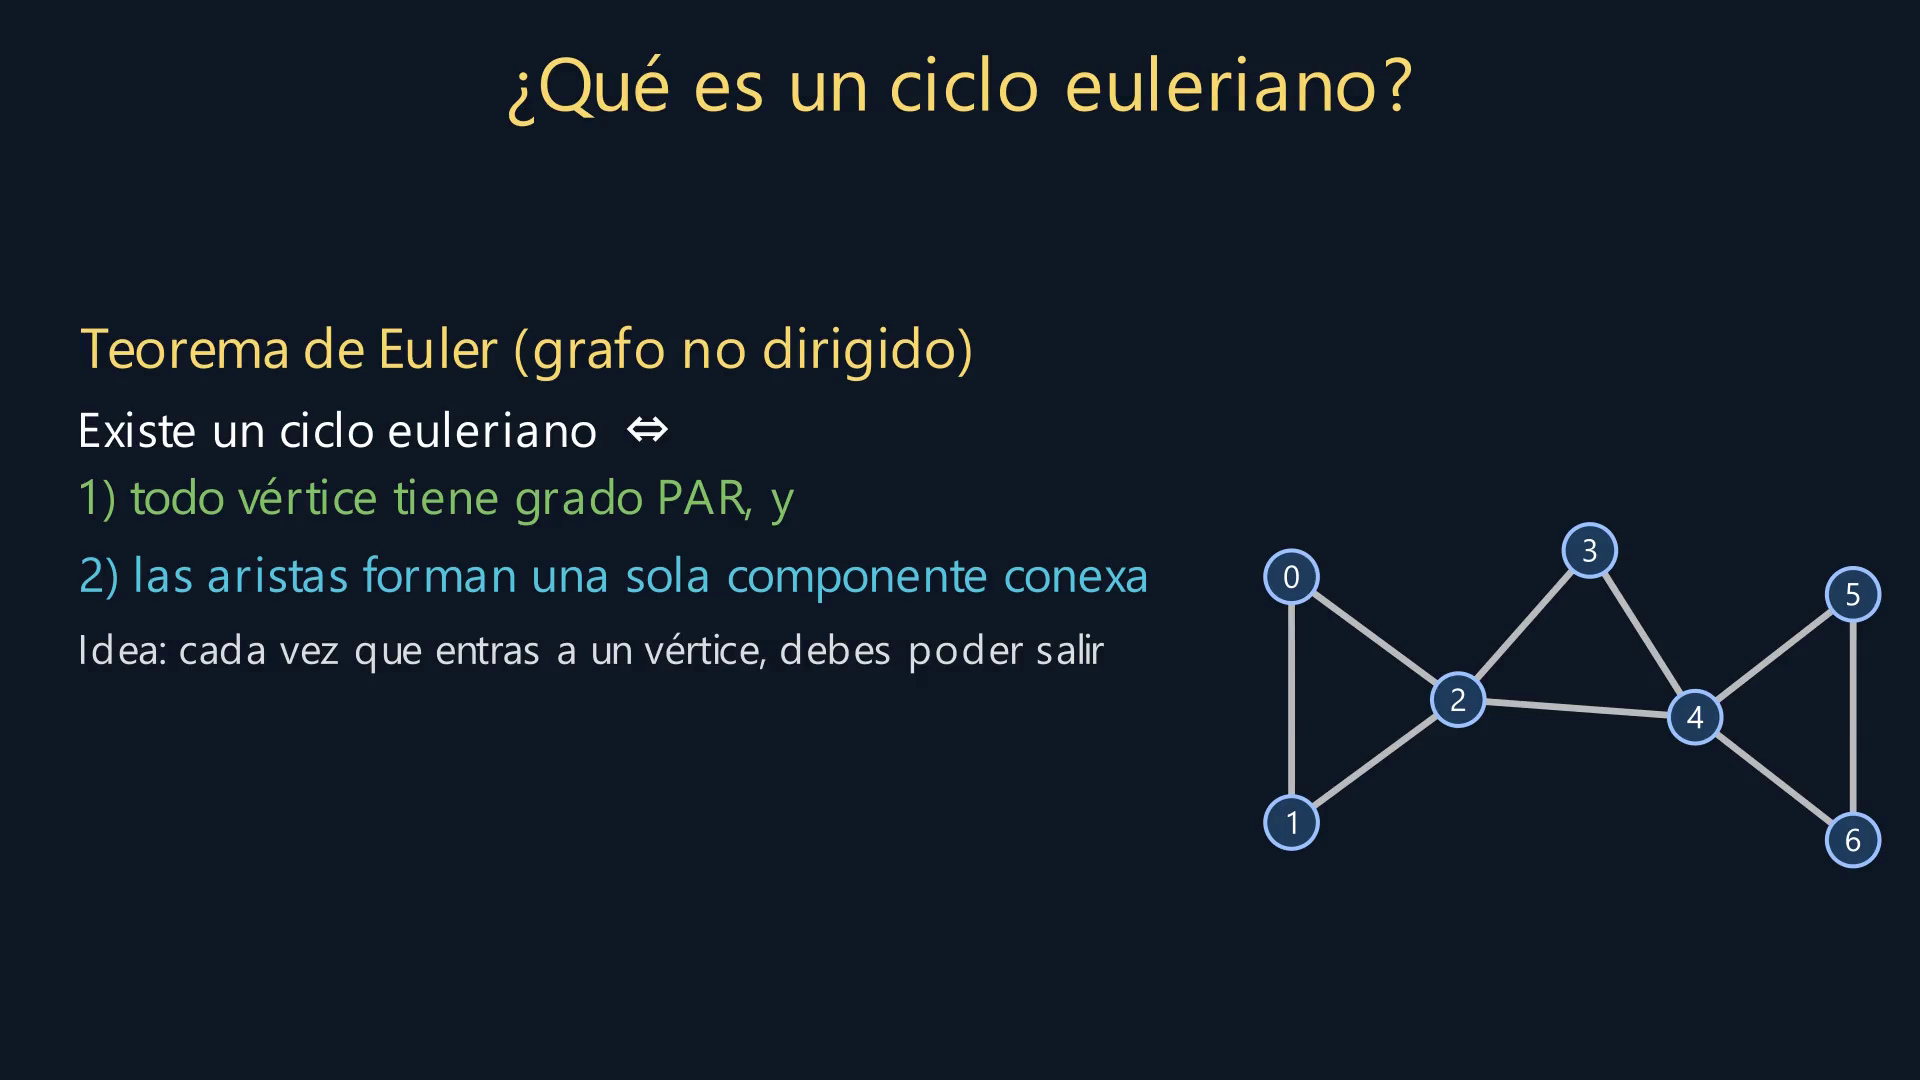 ¿Qué es un ciclo euleriano?
Teorema de Euler (grafo no dirigido)
Existe un ciclo euleriano ⇔
1) todo vértice tiene grado PAR, y
2) las aristas forman una sola componente conexa
Idea: cada vez que entras a un vértice, debes poder salir
0
3
5
2
4
1
6